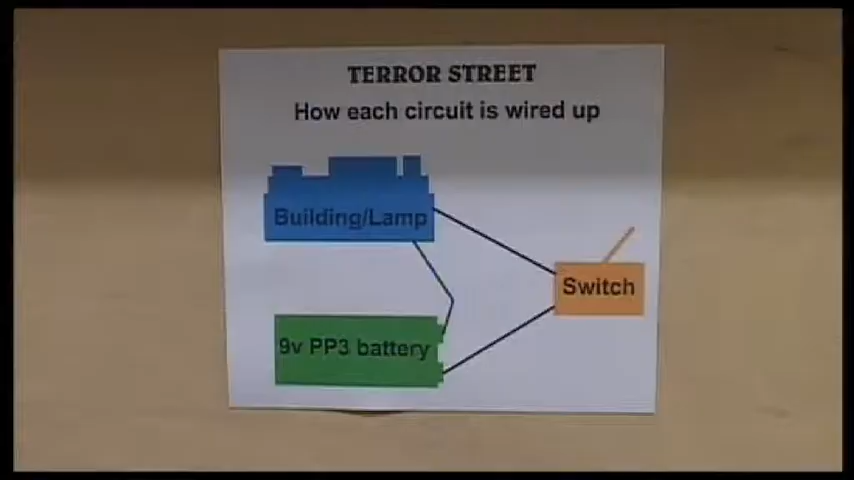 TERROR STREET
How each circuit is wired up
Building/Lamp
Switch
9v PP3 battery